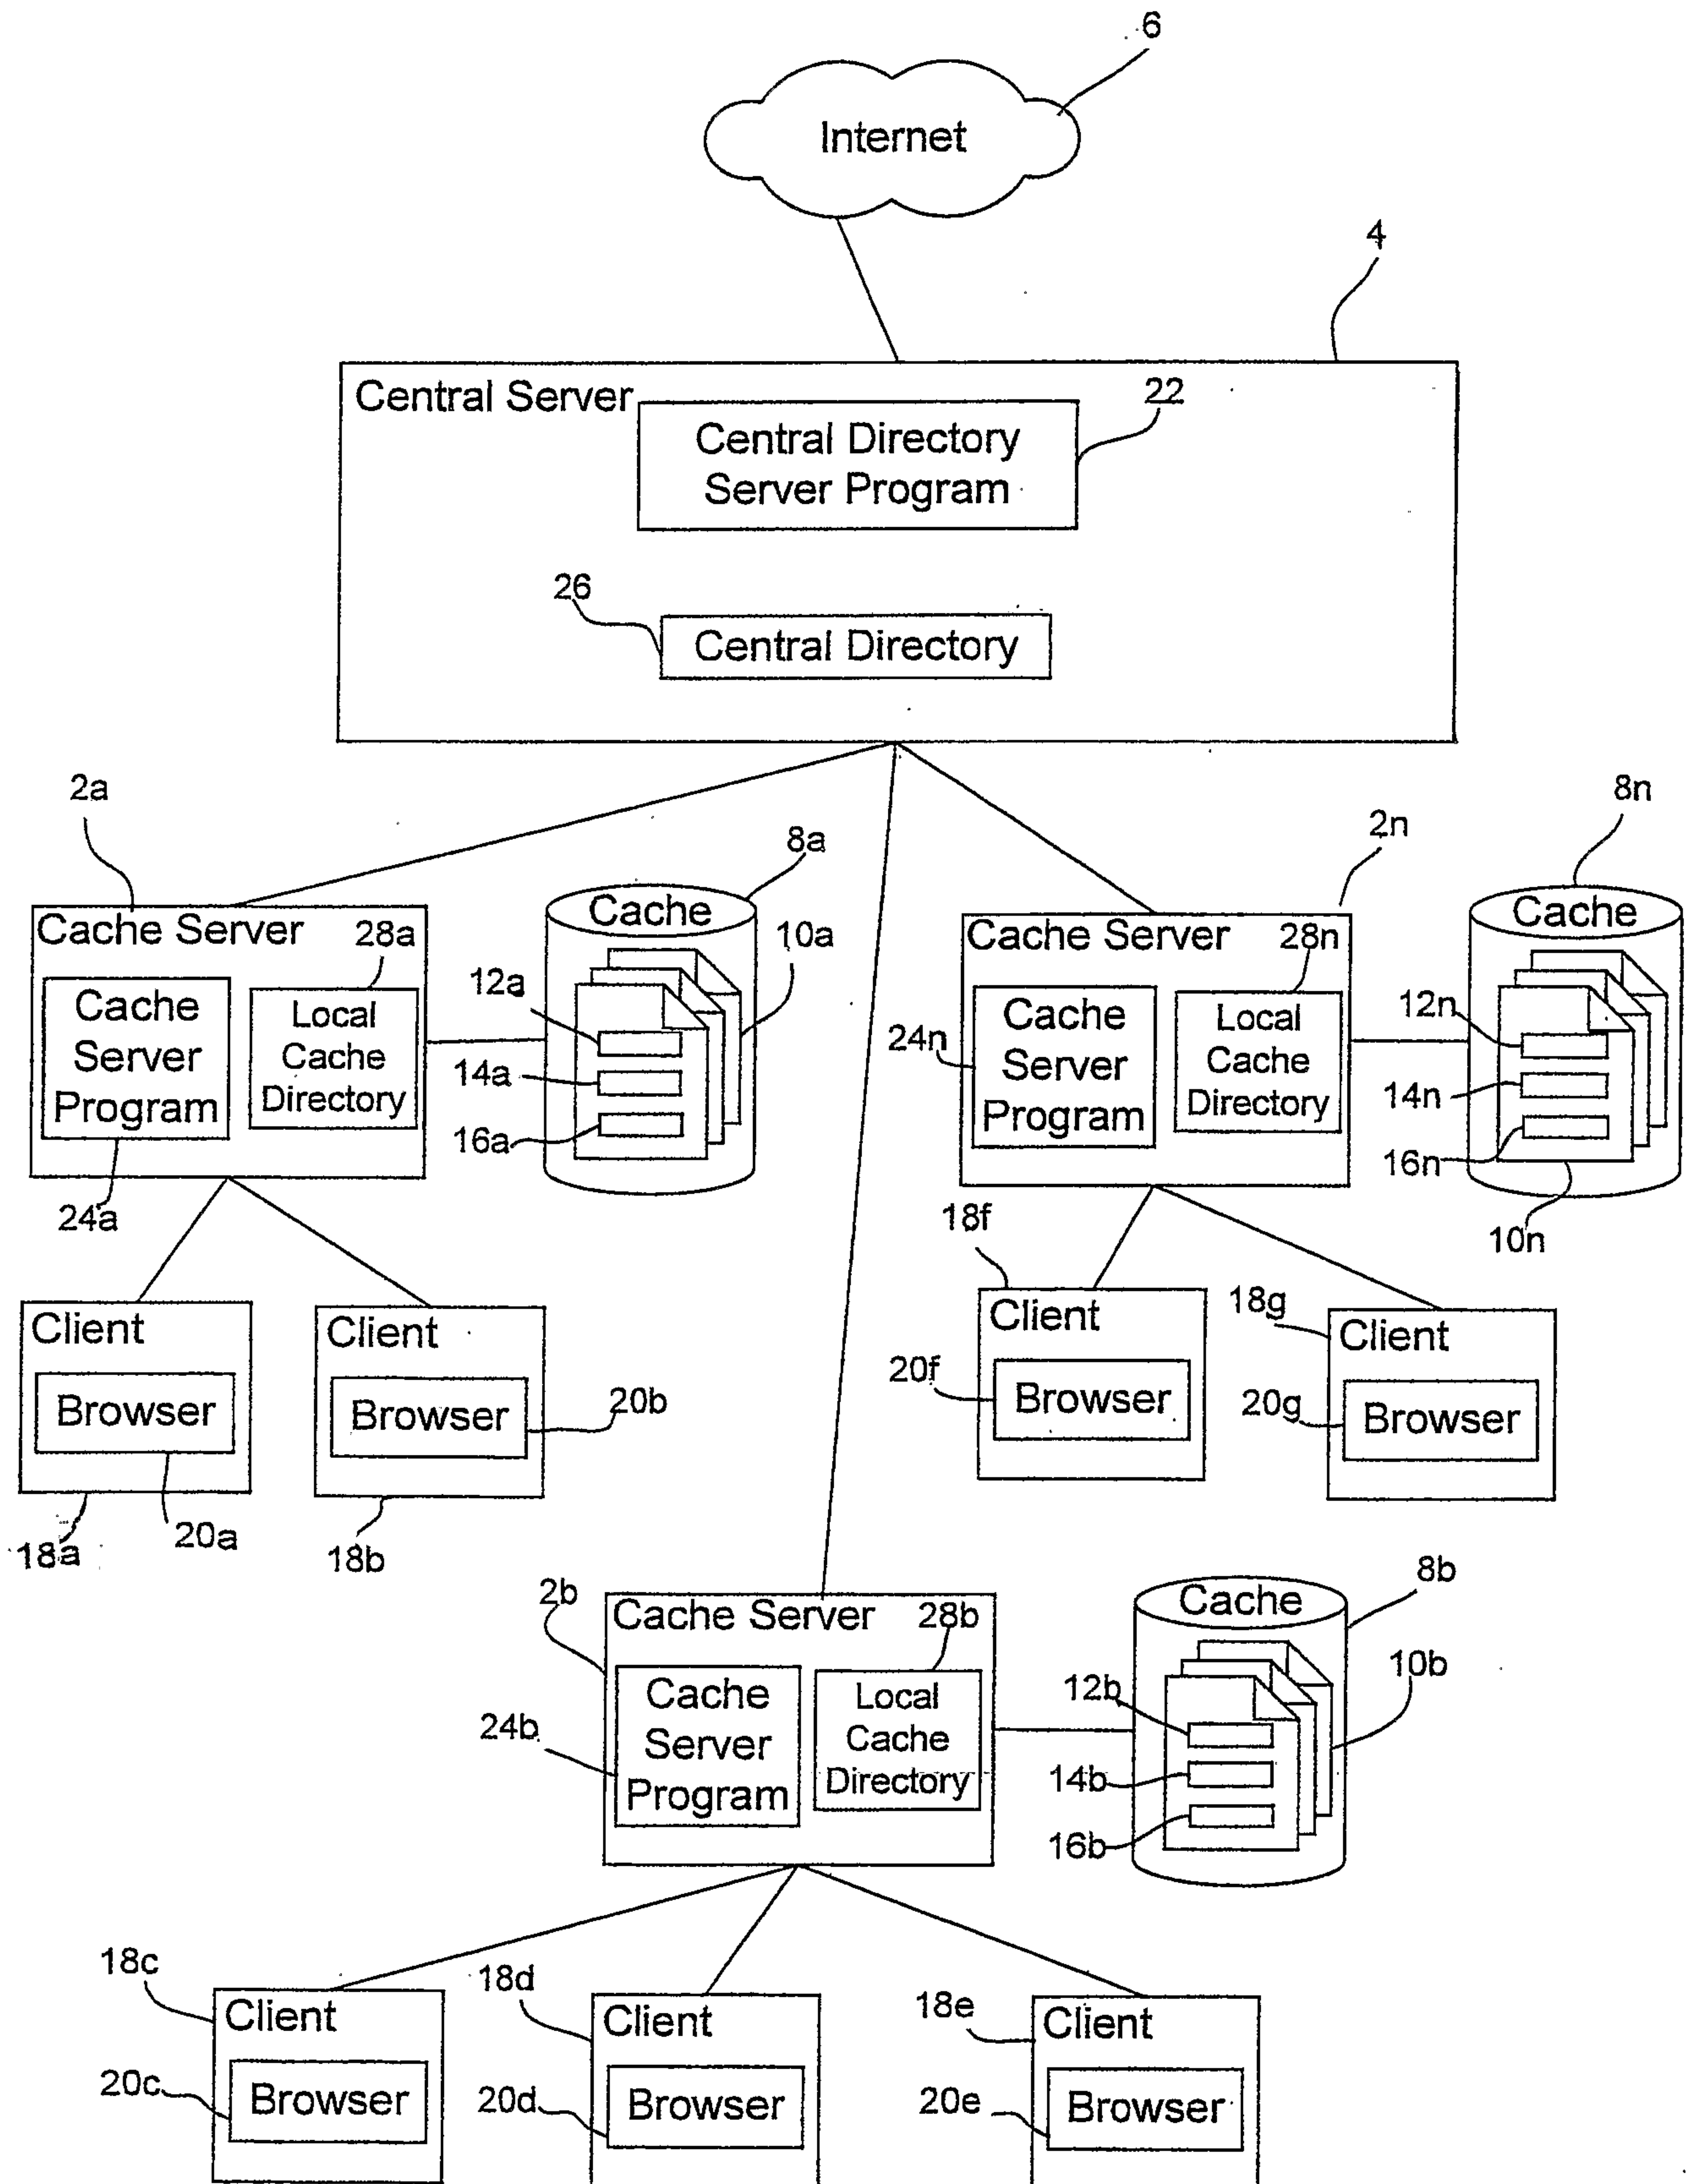 6
Internet
4
Central Server
22
Central Directory
Server Program
26
Central Directory
2a
8a
2n
8n
Cache Server
28a
Cache
Server
Program
Local
Cache
Directory
24a
Cache
10a
12a
14a
16a
Cache Server
28n
24n
Cache
Server
Program
Local
Cache
Directory
Cache
12n
14n
16n
10n
Client
Browser
18a
20a
Client
Browser
20b
18b
18f
Client
20f
Browser
18g
Client
20g
Browser
2b
Cache Server
28b
24b
Cache
Server
Program
Local
Cache
Directory
8b
Cache
10b
12b
14b
16b
18c
Client
20c
Browser
18d
Client
20d
Browser
18e
Client
20e
Browser